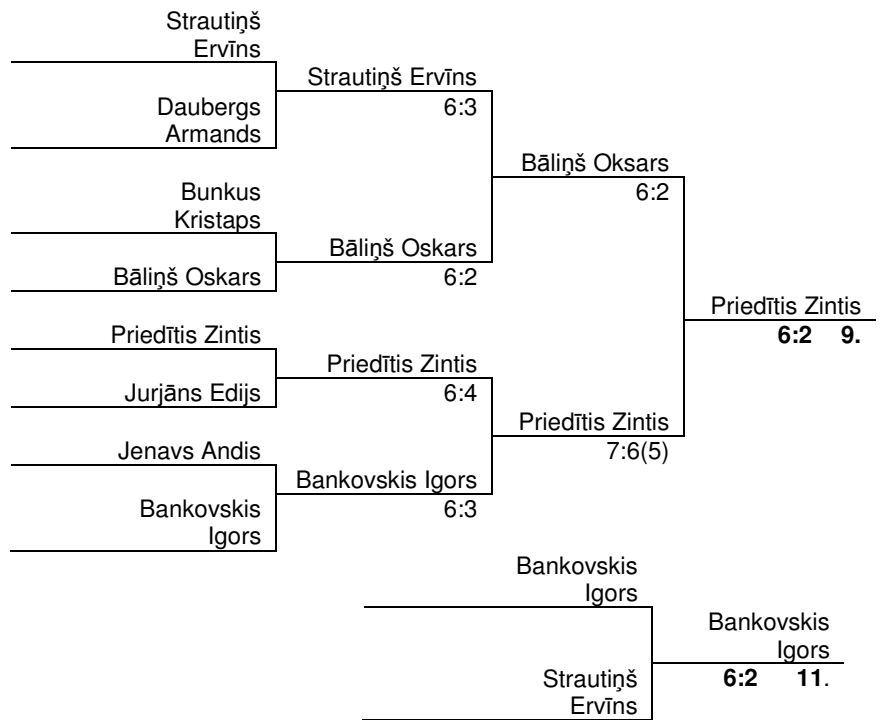 Strautiņš
Ervīns
Strautiņš Ervīns
6:3
Daubergs
Armands
Bāliņš Oksars
6:2
Bunkus
Kristaps
Bāliņš Oskars
6:2
Bāliņš Oskars
Priedītis Zintis
6:2 9.
Priedītis Zintis
Priedītis Zintis
6:4
Jurjāns Edijs
Priedītis Zintis
7:6(5)
Jenavs Andis
Bankovskis Igors
6:3
Bankovskis
Igors
Bankovskis
Igors
Bankovskis
Igors
6:2 11.
Strautiņš
Ervīns